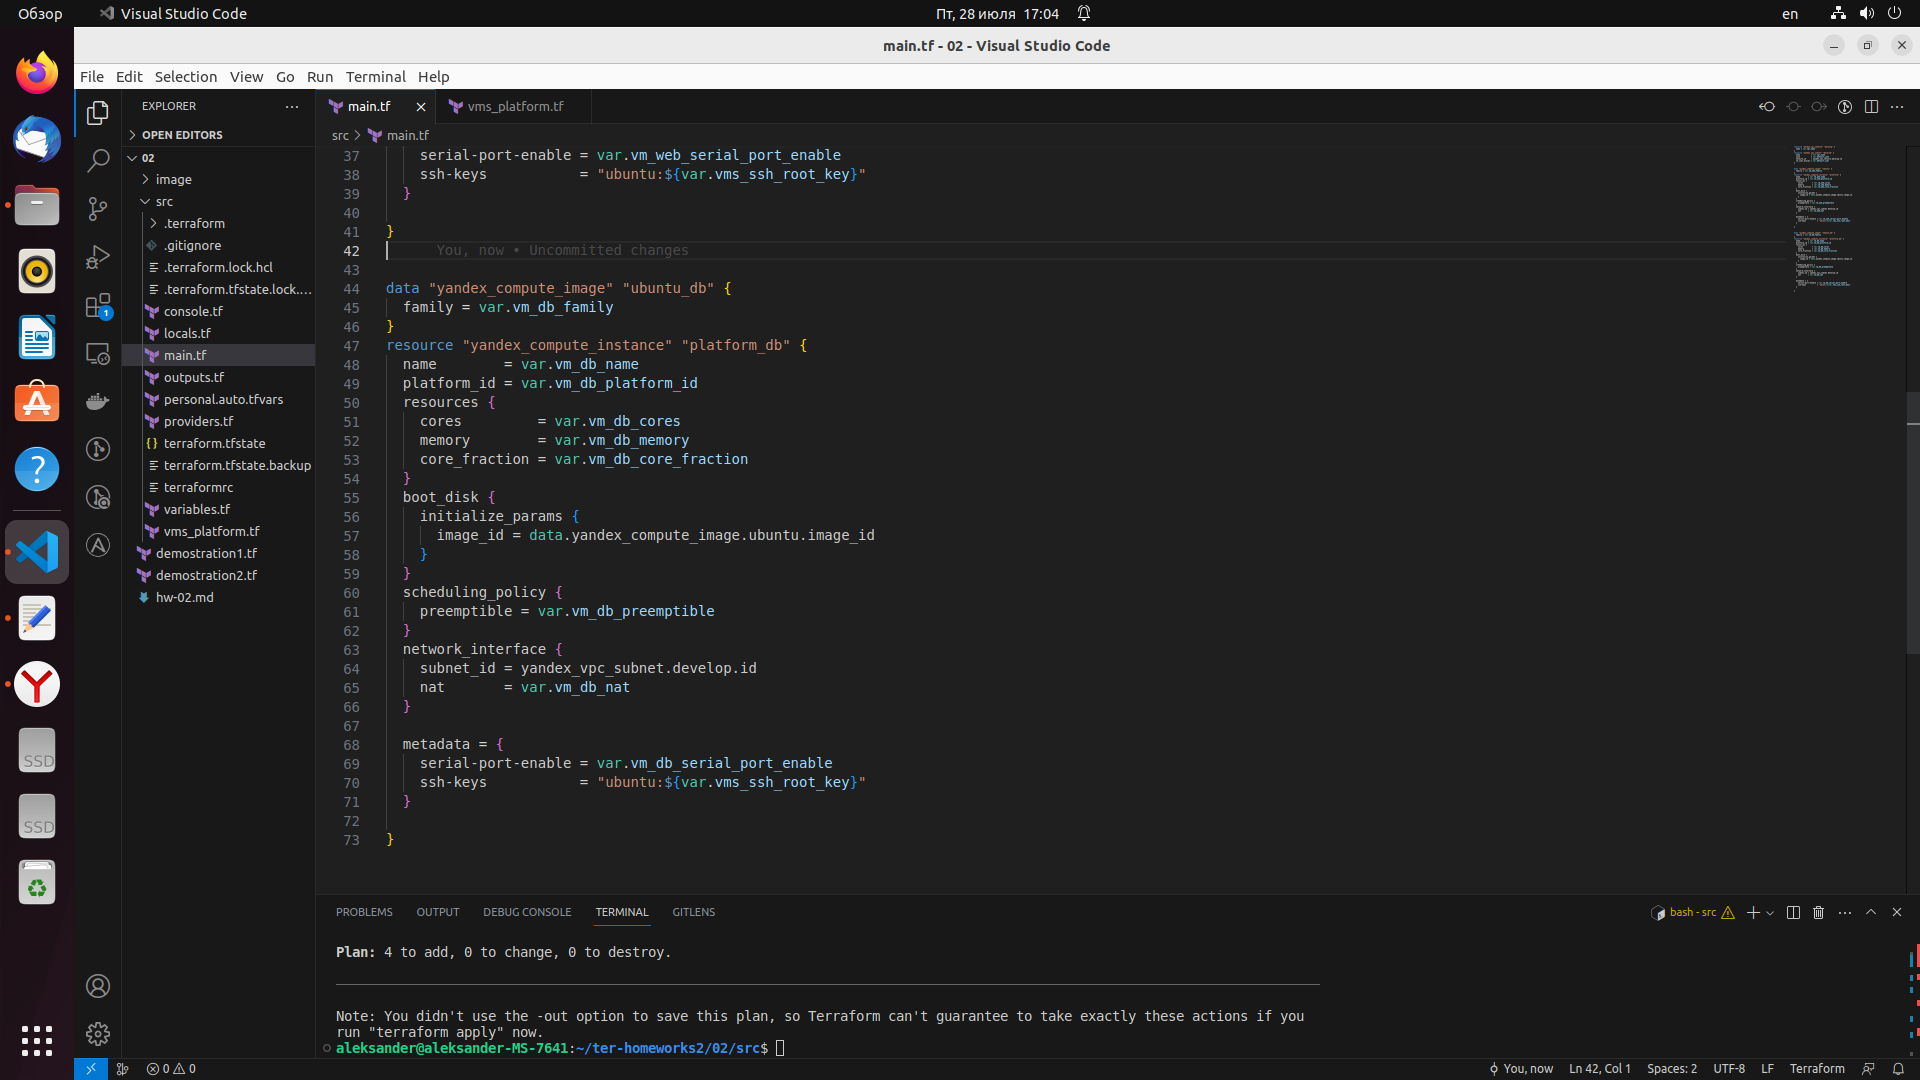 Обзор
Visual Studio Code
Пт, 28 июля 17:04
en
main.tf - 02 - Visual Studio Code
File Edit Selection View Go Run Terminal Help
EXPLORER
OPEN EDITORS
02
image
src
.terraform
.gitignore
.terraform.lock.hcl
.terraform.tfstate.lock....
console.tf
locals.tf
main.tf
outputs.tf
personal.auto.tfvars
providers.tf
terraform.tfstate
terraform.tfstate.backup
terraformrc
variables.tf
vms_platform.tf
demostration1.tf
demostration2.tf
hw-02.md
1
SSD
SSD
main.tf
vms_platform.tf
src > main.tf
37 serial-port-enable = var.vm_web_serial_port_enable
38 ssh-keys = "ubuntu:${var.vms_ssh_root_key}"
39 }
40
41 }
42 You, now • Uncommitted changes
43
44 data "yandex_compute_image" "ubuntu_db" {
45 family = var.vm_db_family
46 }
47 resource "yandex_compute_instance" "platform_db" {
48 name = var.vm_db_name
49 platform_id = var.vm_db_platform_id
50 resources {
51 cores = var.vm_db_cores
52 memory = var.vm_db_memory
53 core_fraction = var.vm_db_core_fraction
54 }
55 boot_disk {
56 initialize_params {
57 image_id = data.yandex_compute_image.ubuntu.image_id
58 }
59 }
60 scheduling_policy {
61 preemptible = var.vm_db_preemptible
62 }
63 network_interface {
64 subnet_id = yandex_vpc_subnet.develop.id
65 nat = var.vm_db_nat
66 }
67
68 metadata = {
69 serial-port-enable = var.vm_db_serial_port_enable
70 ssh-keys = "ubuntu:${var.vms_ssh_root_key}"
71 }
72
73 }
PROBLEMS OUTPUT DEBUG CONSOLE TERMINAL GITLENS
bash - src
Plan: 4 to add, 0 to change, 0 to destroy.
Note: You didn't use the -out option to save this plan, so Terraform can't guarantee to take exactly these actions if you
run "terraform apply" now.
aleksander@aleksander-MS-7641:~/ter-homeworks2/02/src$
0 0
You, now
Ln 42, Col 1
Spaces: 2
UTF-8
LF
Terraform